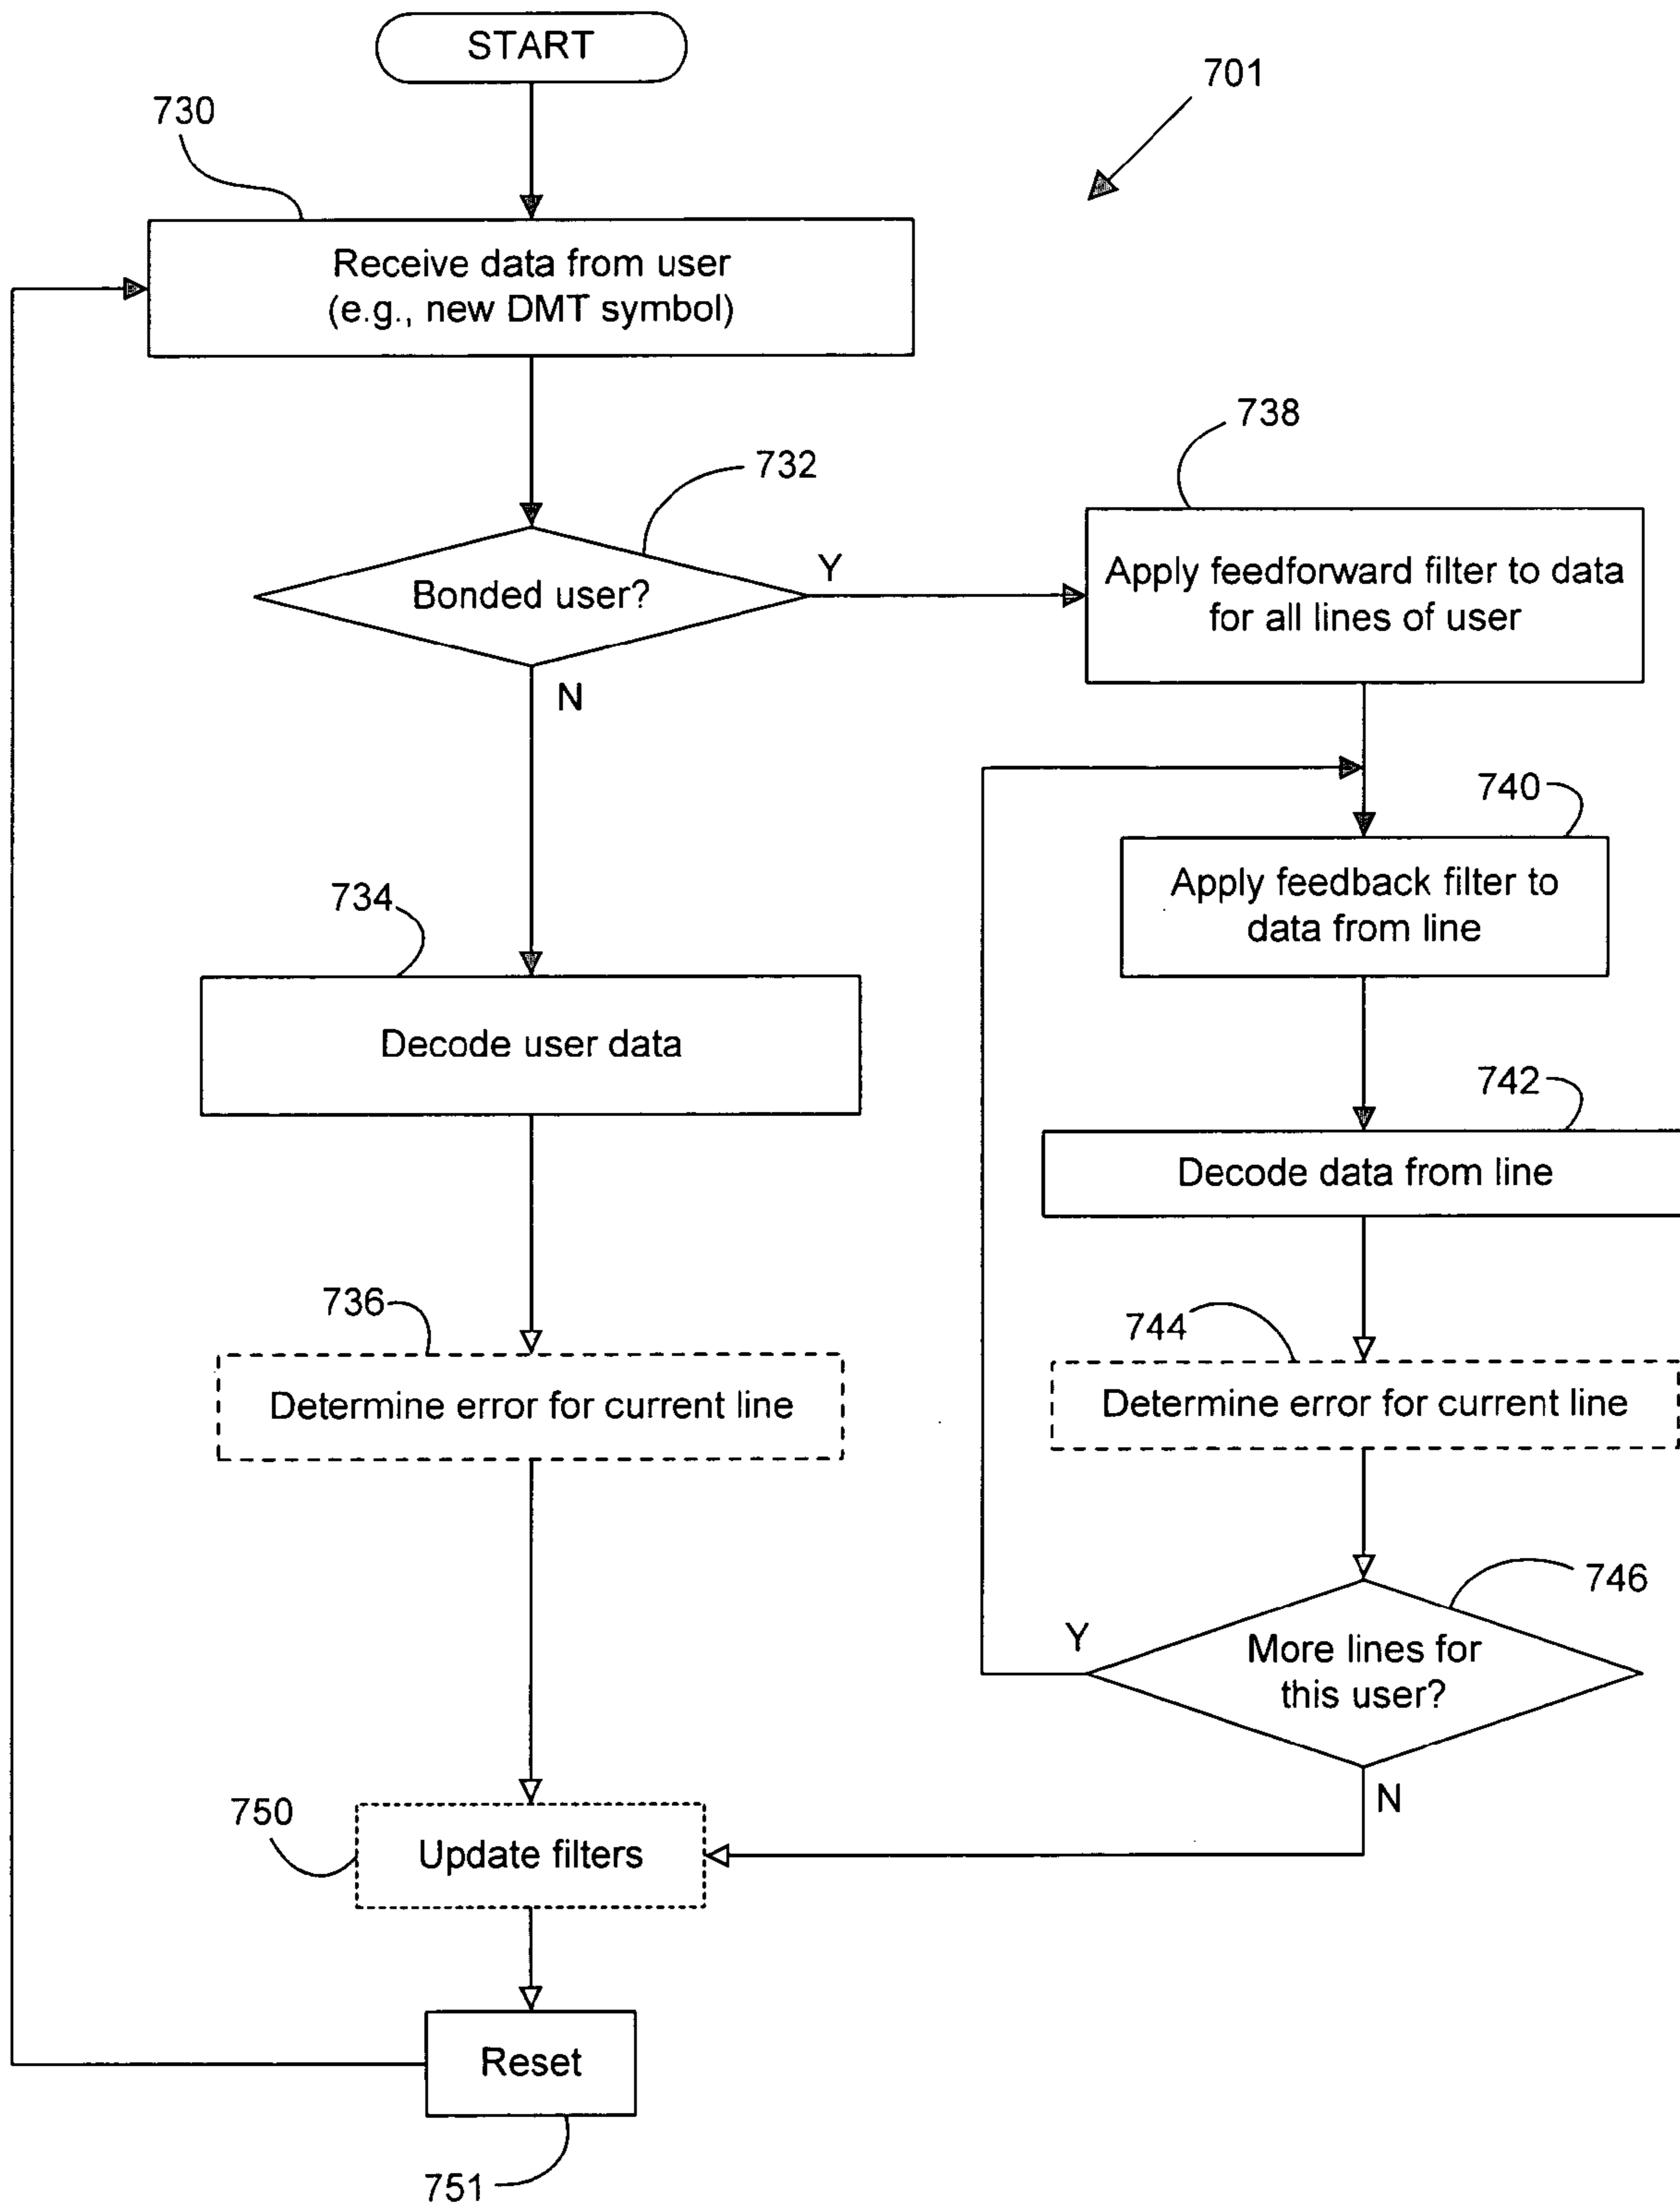 START
701
730
Receive data from user
(e.g., new DMT symbol)
738
732
Bonded user?
Y
N
Apply feedforward filter to data
for all lines of user
740
Apply feedback filter to
data from line
734
Decode user data
742
Decode data from line
736
Determine error for current line
744
Determine error for current line
746
More lines for
this user?
Y
N
750
Update filters
Reset
751